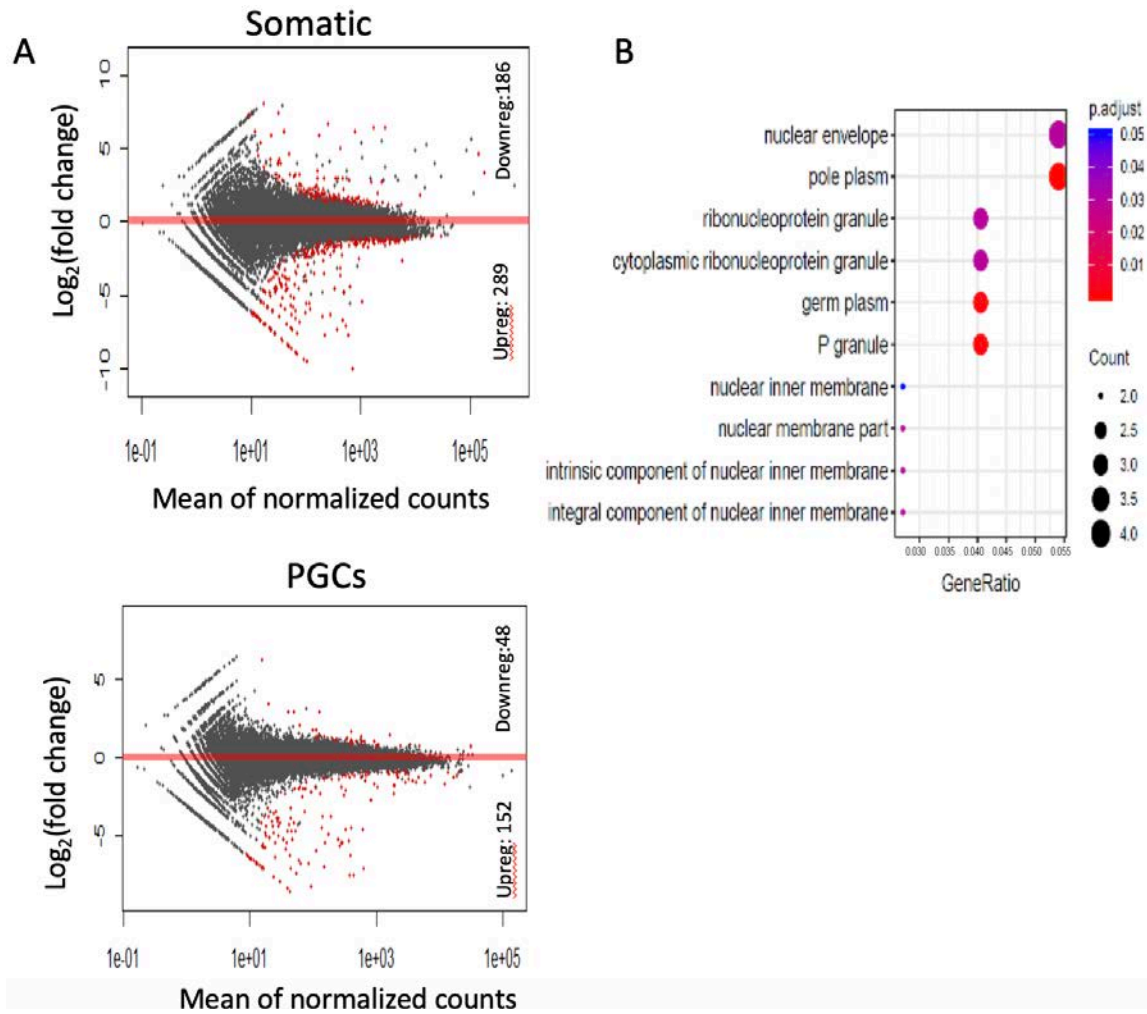 A
Somatic
Log2(fold change)
10
5
0
-5
-10
Downreg:186
Upreg: 289
1e-01 1e+01 1e+03 1e+05
Mean of normalized counts
PGCs
Log2(fold change)
5
0
-5
Downreg:48
Upreg: 152
1e-01 1e+01 1e+03 1e+05
Mean of normalized counts
B
nuclear envelope
pole plasm
ribonucleoprotein granule
cytoplasmic ribonucleoprotein granule
germ plasm
P granule
nuclear inner membrane
nuclear membrane part
intrinsic component of nuclear inner membrane
integral component of nuclear inner membrane
0.030 0.035 0.040 0.045 0.050 0.055
GeneRatio
p.adjust
0.05
0.04
0.03
0.02
0.01
Count
2.0
2.5
3.0
3.5
4.0